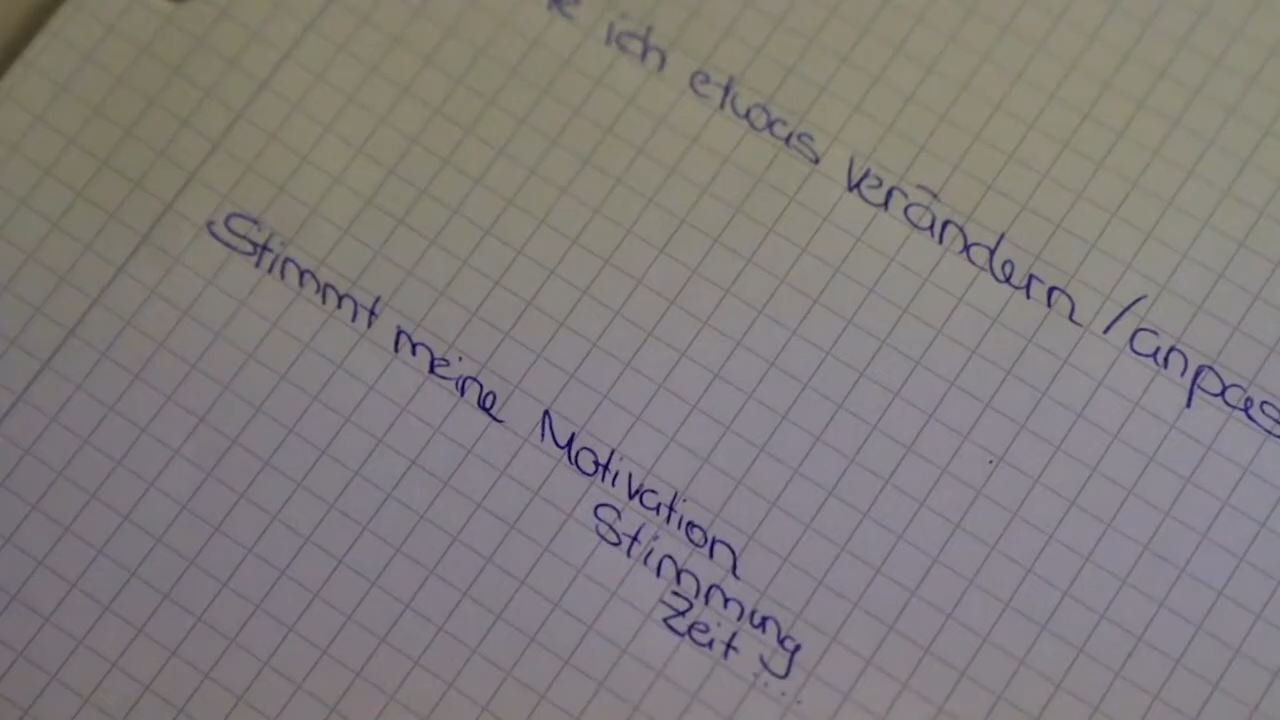 ich etwas verändern / anpas
Stimmt meine Motivation
Stimmung
Zeit ....